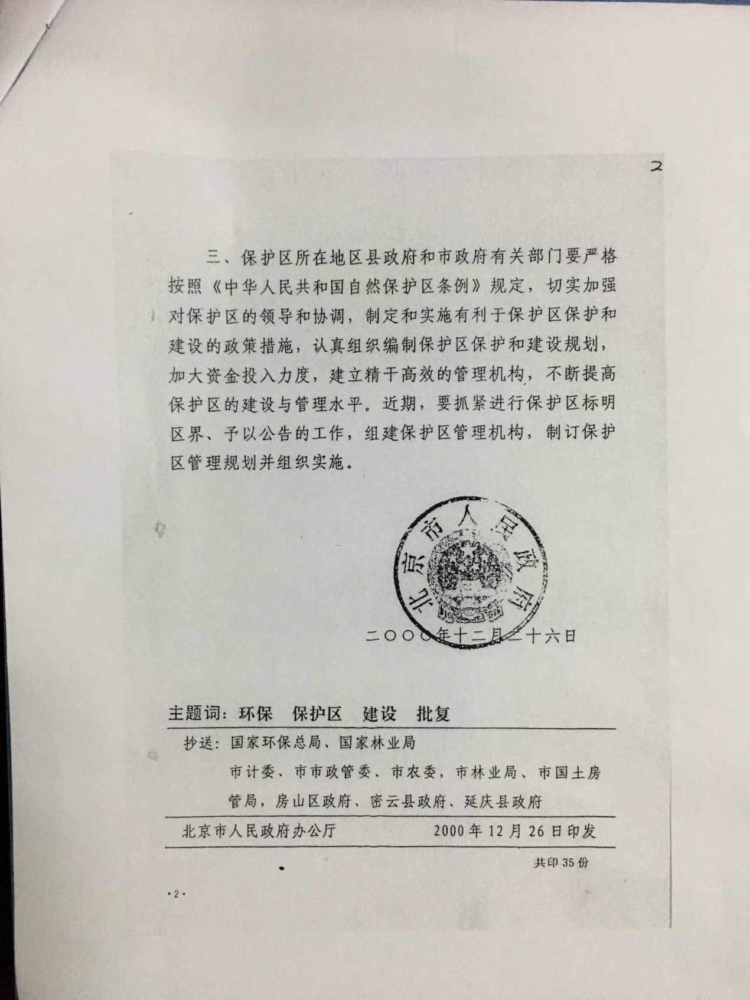 2
三、保护区所在地区县政府和市政府有关部门要严格
按照《中华人民共和国自然保护区条例》规定，切实加强
对保护区的领导和协调，制定和实施有利于保护区保护和
建设的政策措施，认真组织编制保护区保护和建设规划，
加大资金投入力度，建立精干高效的管理机构，不断提高
保护区的建设与管理水平。近期，要抓紧进行保护区标明
区界、予以公告的工作，组建保护区管理机构，制订保护
区管理规划并组织实施。
北京市人民政府
二〇〇〇年十二月二十六日
主题词：环保 保护区 建设 批复
抄送：国家环保总局、国家林业局
市计委、市市政管委、市农委，市林业局、市国土房
管局，房山区政府、密云县政府、延庆县政府
北京市人民政府办公厅 2000年12月26日印发
共印35份
·2·